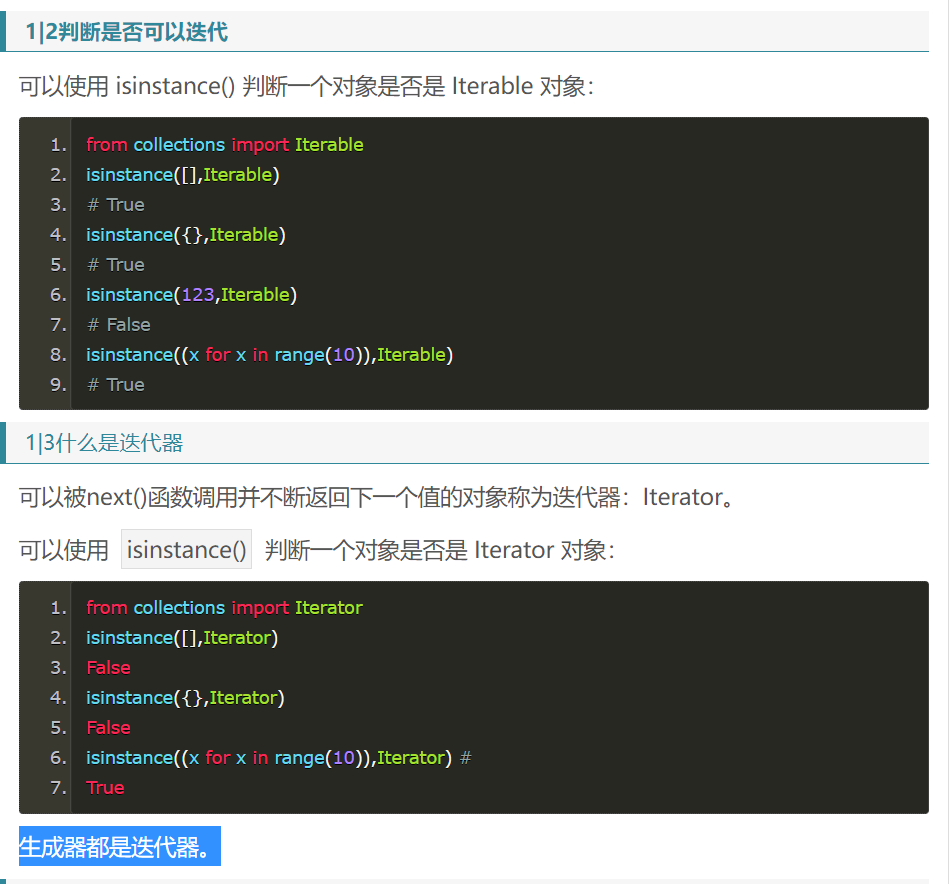 1|2判断是否可以迭代
可以使用 isinstance() 判断一个对象是否是 Iterable 对象：
1. from collections import Iterable
2. isinstance([],Iterable)
3. # True
4. isinstance({},Iterable)
5. # True
6. isinstance(123,Iterable)
7. # False
8. isinstance((x for x in range(10)),Iterable)
9. # True
1|3什么是迭代器
可以被next()函数调用并不断返回下一个值的对象称为迭代器：Iterator。
可以使用 isinstance() 判断一个对象是否是 Iterator 对象：
1. from collections import Iterator
2. isinstance([],Iterator)
3. False
4. isinstance({},Iterator)
5. False
6. isinstance((x for x in range(10)),Iterator) #
7. True
生成器都是迭代器。